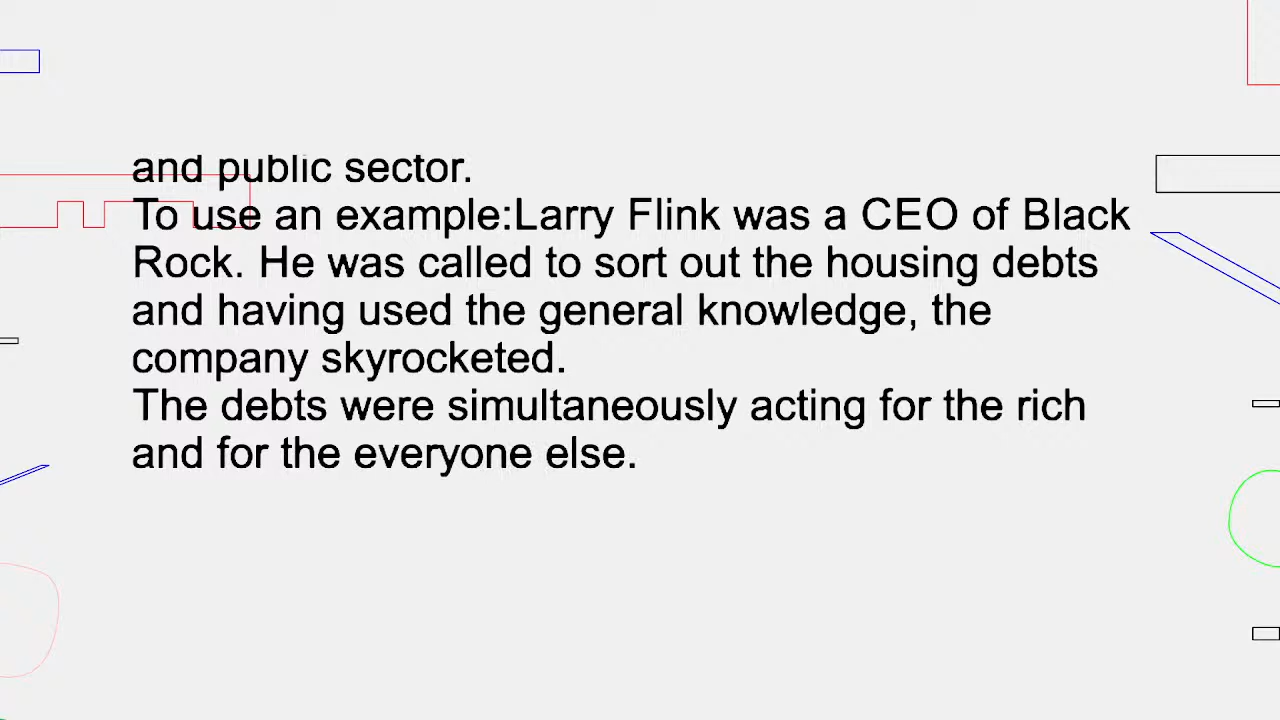 and public sector.
To use an example:Larry Flink was a CEO of Black
Rock. He was called to sort out the housing debts
and having used the general knowledge, the
company skyrocketed.
The debts were simultaneously acting for the rich
and for the everyone else.